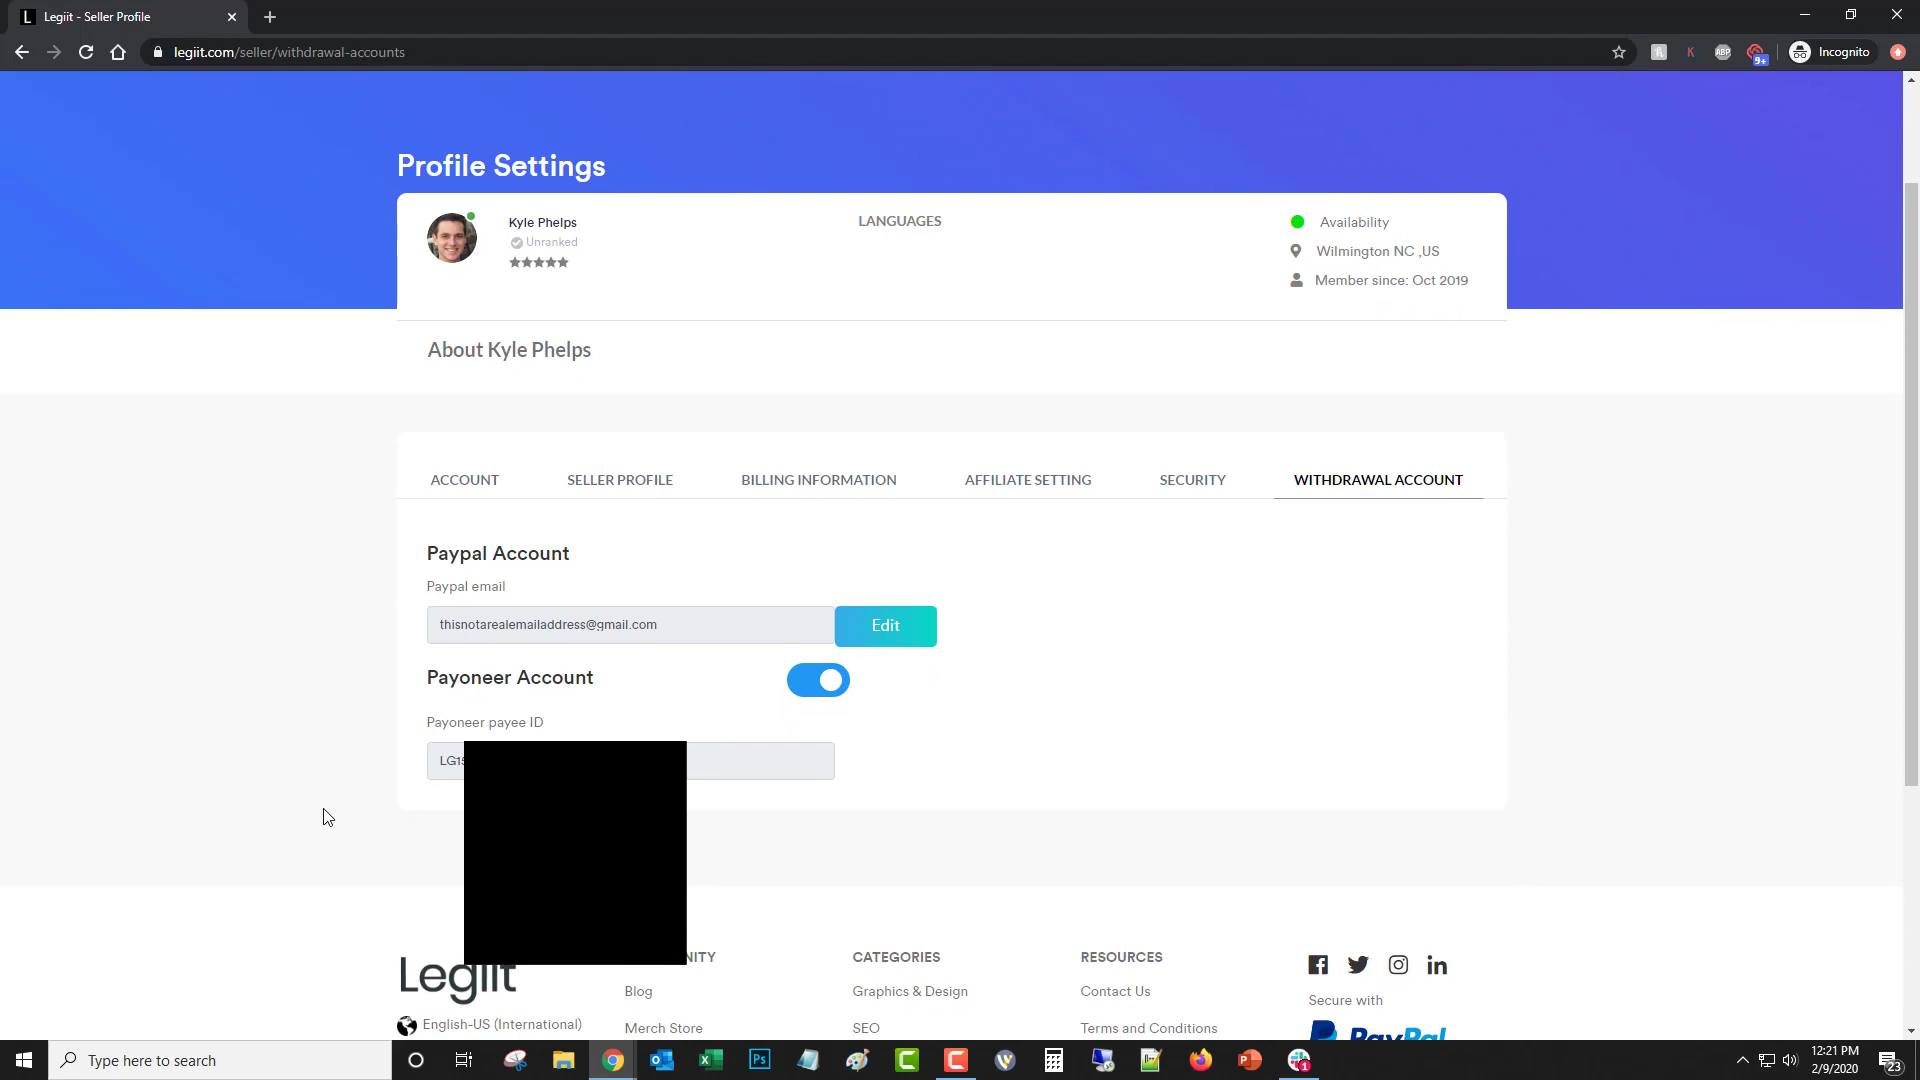 Legiit - Seller Profile
legiit.com/seller/withdrawal-accounts
ABP
9+
Incognito
Profile Settings
Kyle Phelps
Unranked
LANGUAGES
Availability
Wilmington NC ,US
Member since: Oct 2019
About Kyle Phelps
ACCOUNT
SELLER PROFILE
BILLING INFORMATION
AFFILIATE SETTING
SECURITY
WITHDRAWAL ACCOUNT
Paypal Account
Paypal email
thisnotarealemailaddress@gmail.com
Edit
Payoneer Account
Payoneer payee ID
Legiit
English-US (International)
Blog
Merch Store
CATEGORIES
Graphics & Design
SEO
RESOURCES
Contact Us
Terms and Conditions
Secure with
PayPal
Type here to search
12:21 PM
2/9/2020
23